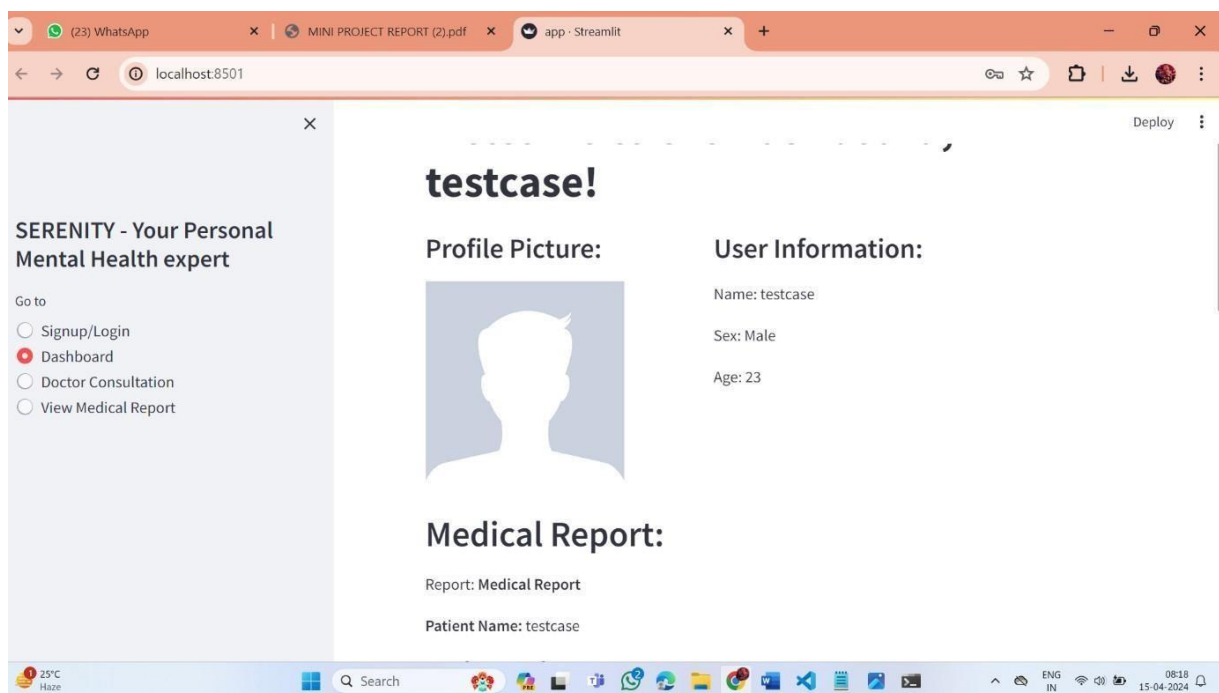 (23) WhatsApp
MINI PROJECT REPORT (2).pdf
app · Streamlit
localhost:8501
Deploy
testcase!
SERENITY - Your Personal
Mental Health expert
Go to
Signup/Login
Dashboard
Doctor Consultation
View Medical Report
Profile Picture:
User Information:
Name: testcase
Sex: Male
Age: 23
Medical Report:
Report: Medical Report
Patient Name: testcase
1
25°C
Haze
Search
PRE
2
ENG
IN
08:18
15-04-2024